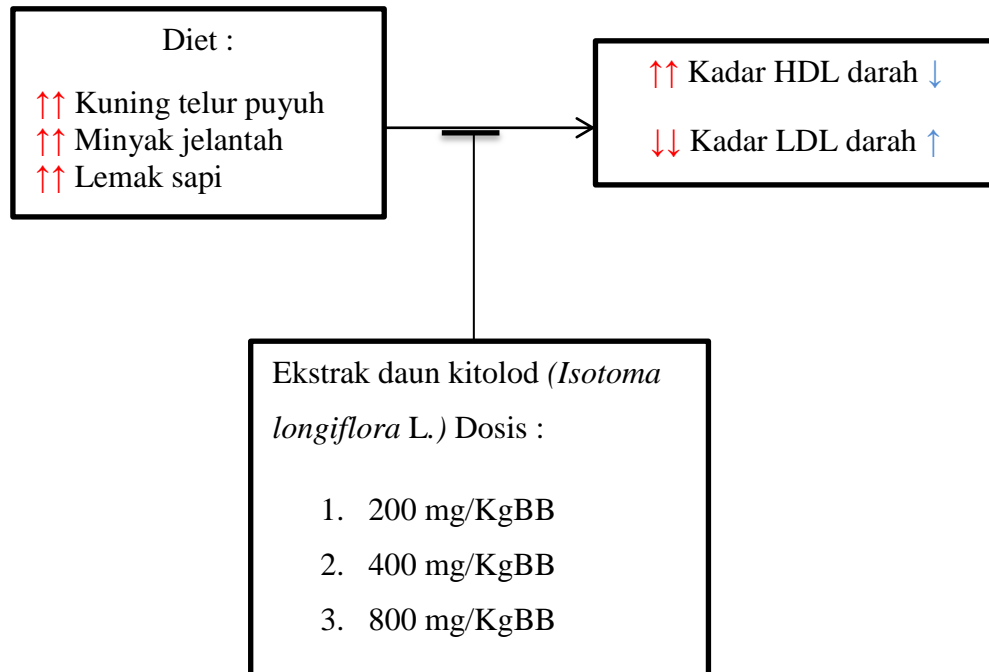 Diet :
↑↑ Kuning telur puyuh
↑↑ Minyak jelantah
↑↑ Lemak sapi
↑↑ Kadar HDL darah ↓
↓↓ Kadar LDL darah ↑
Ekstrak daun kitolod (Isotoma
longiflora L.) Dosis :
1. 200 mg/KgBB
2. 400 mg/KgBB
3. 800 mg/KgBB